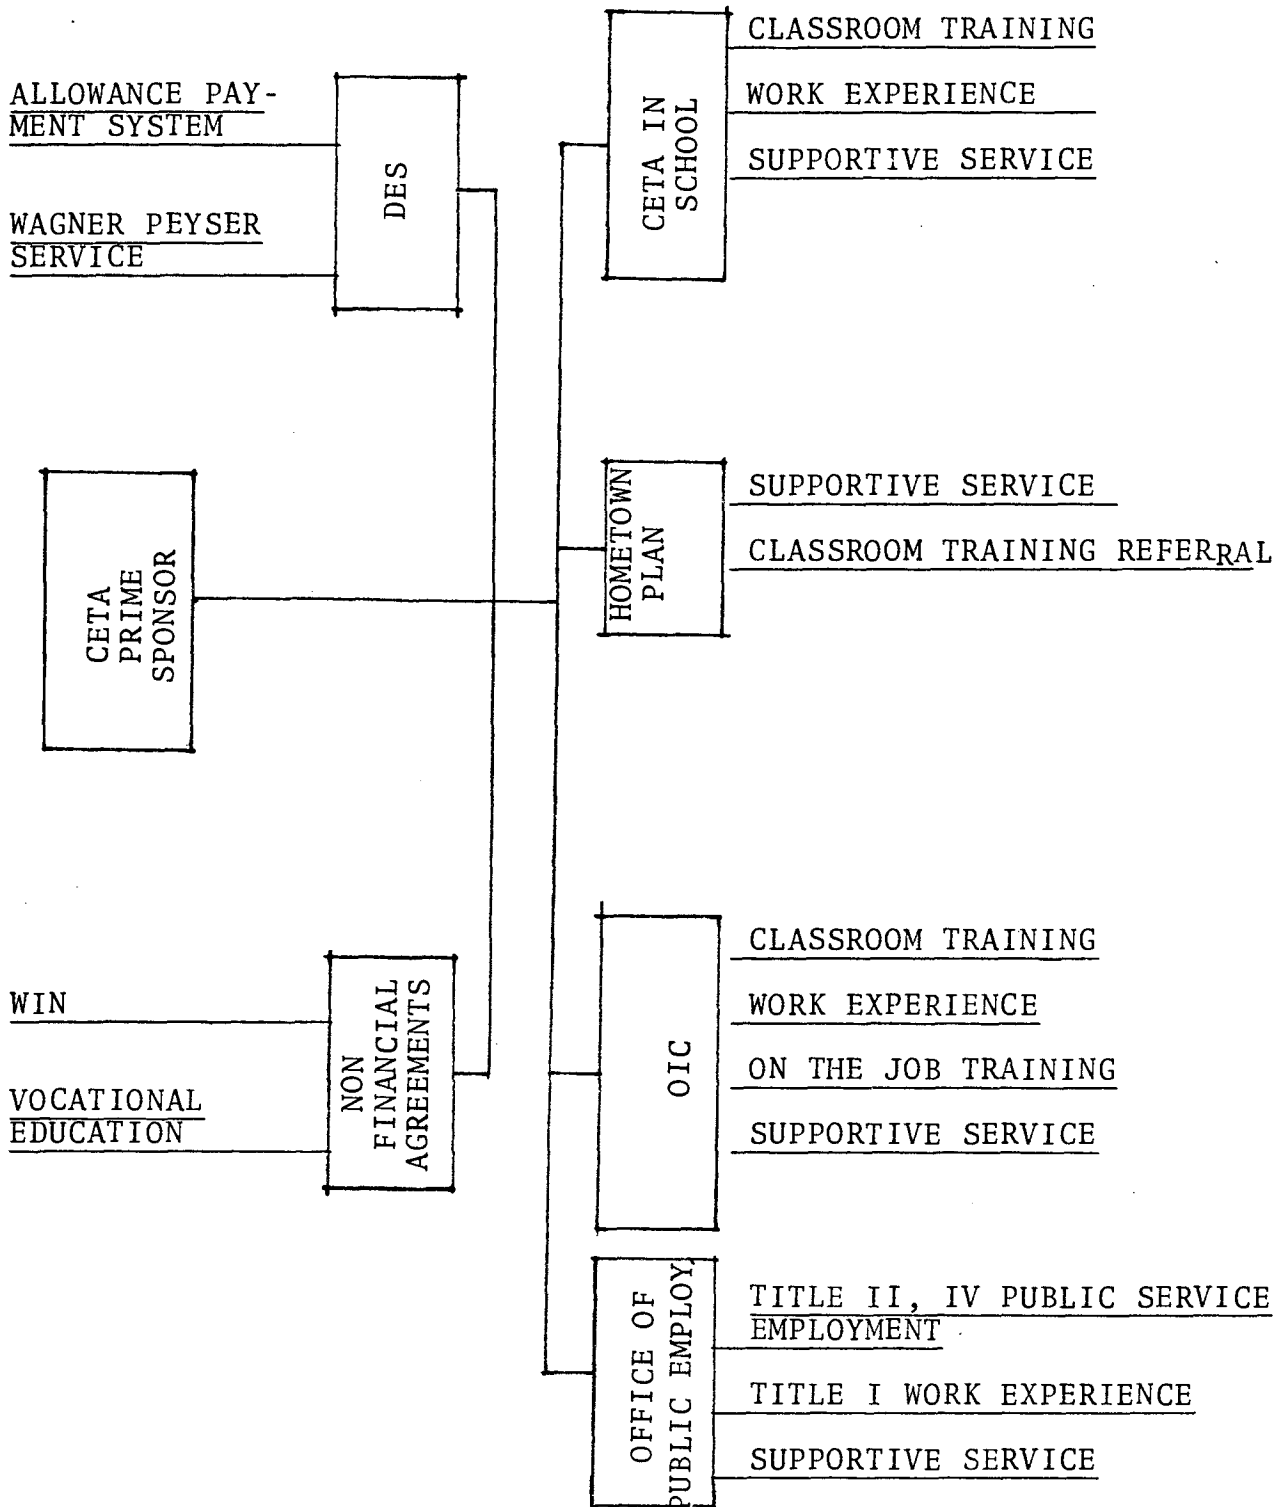 ALLOWANCE PAY-
MENT SYSTEM
WAGNER PEYSER
SERVICE
DES
CETA IN
SCHOOL
CLASSROOM TRAINING
WORK EXPERIENCE
SUPPORTIVE SERVICE
CETA
PRIME
SPONSOR
HOMETOWN
PLAN
SUPPORTIVE SERVICE
CLASSROOM TRAINING REFERRAL
WIN
VOCATIONAL
EDUCATION
NON
FINANCIAL
AGREEMENTS
OIC
CLASSROOM TRAINING
WORK EXPERIENCE
ON THE JOB TRAINING
SUPPORTIVE SERVICE
OFFICE OF
PUBLIC EMPLOY.
TITLE II, IV PUBLIC SERVICE
EMPLOYMENT
TITLE I WORK EXPERIENCE
SUPPORTIVE SERVICE